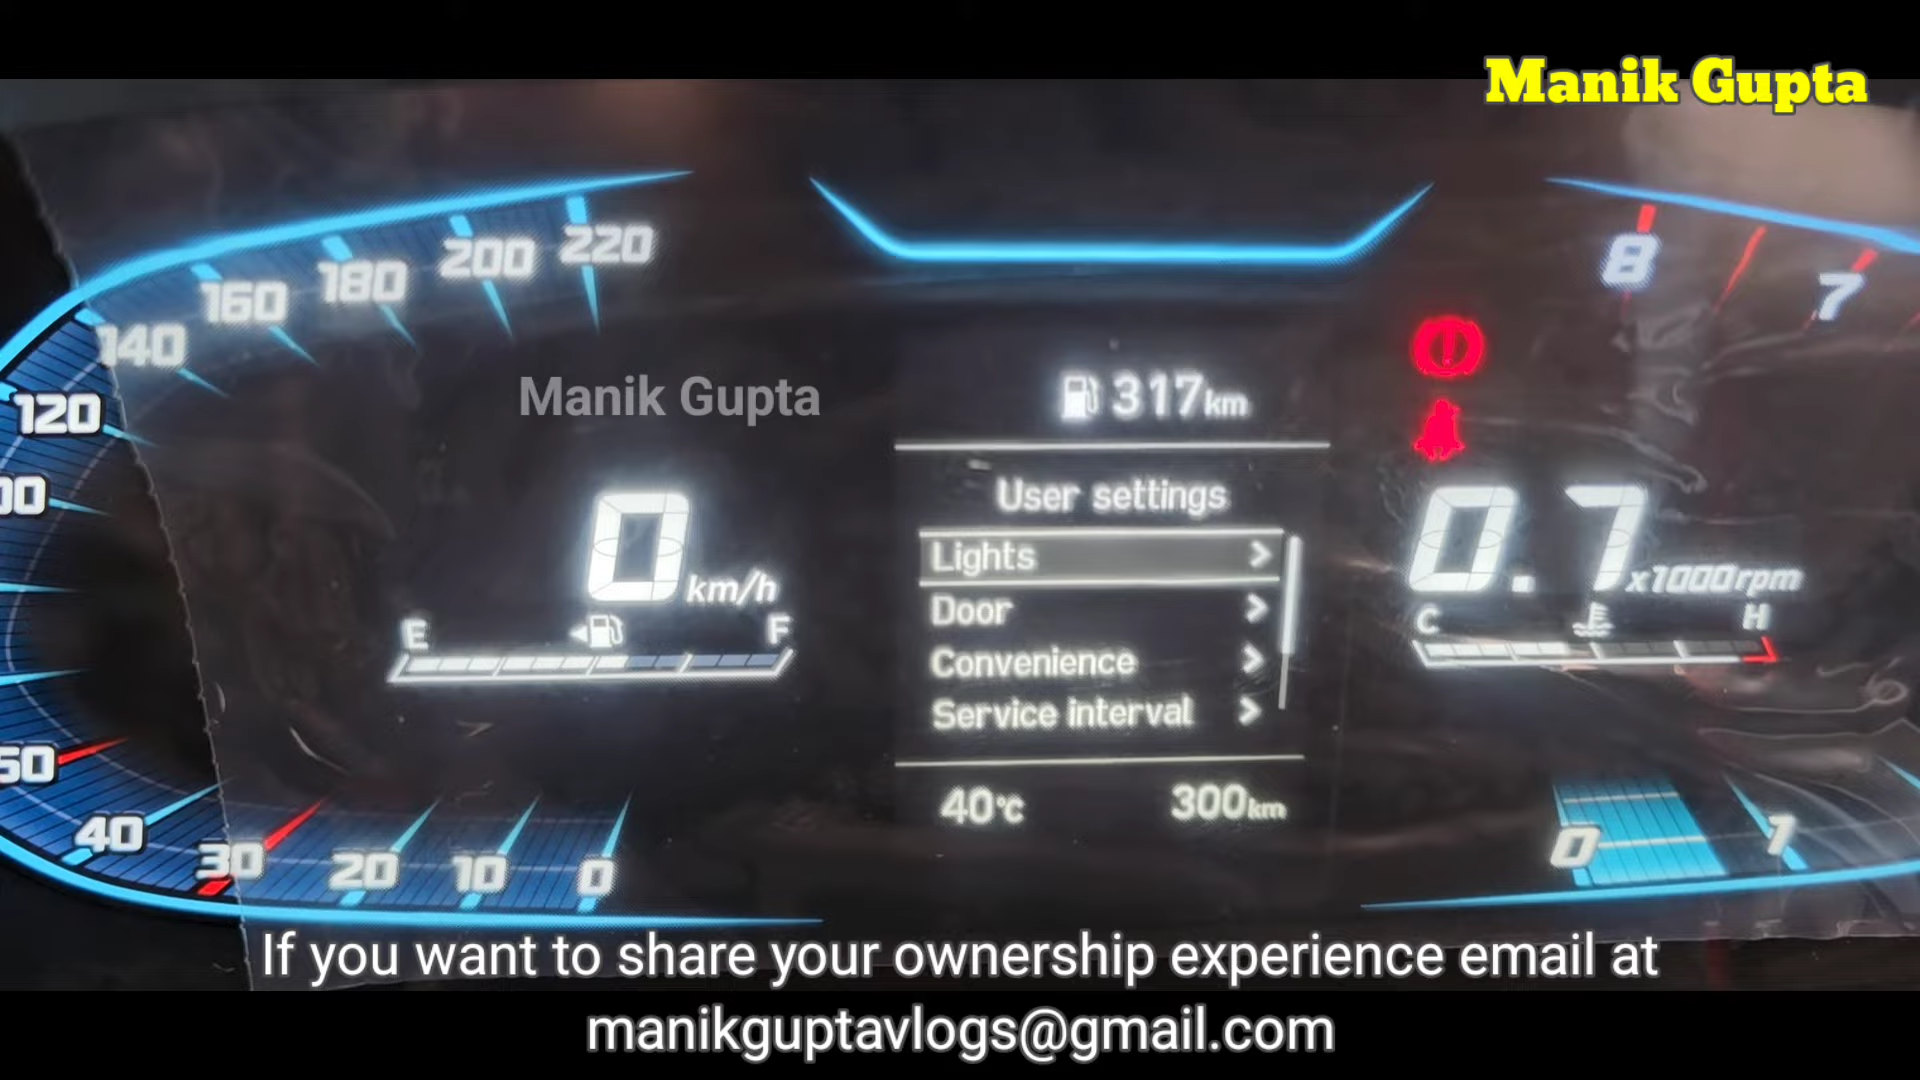 Manik Gupta
220
200
180
160
140
120
00
50
40
30
20
10
0
8
7
317km
Manik Gupta
User settings
Lights >
Door >
Convenience >
Service interval >
40°C 300km
0 km/h
E F
0.7 x1000rpm
C H
0 1
If you want to share your ownership experience email at
manikguptavlogs@gmail.com